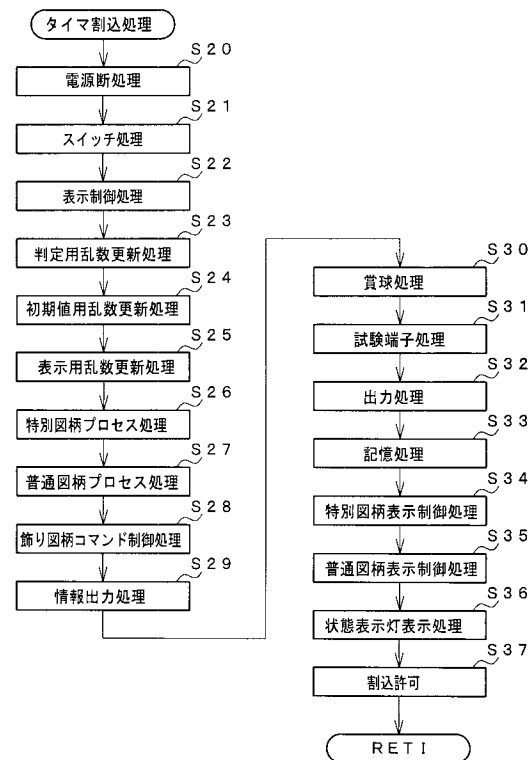 タイマ割込処理
S20
電源断処理
S21
スイッチ処理
S22
表示制御処理
S23
判定用乱数更新処理
S24
初期値用乱数更新処理
S25
表示用乱数更新処理
S26
特別図柄プロセス処理
S27
普通図柄プロセス処理
S28
飾り図柄コマンド制御処理
S29
情報出力処理
S30
賞球処理
S31
試験端子処理
S32
出力処理
S33
記憶処理
S34
特別図柄表示制御処理
S35
普通図柄表示制御処理
S36
状態表示灯表示処理
S37
割込許可
RETI